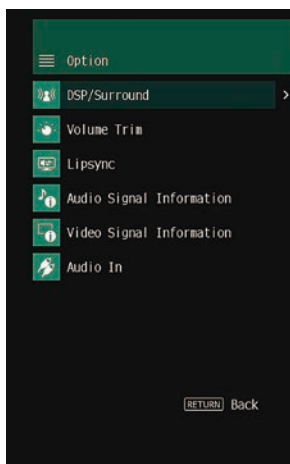 Option
DSP/Surround
Volume Trim
Lipsync
Audio Signal Information
Video Signal Information
Audio In
RETURN Back